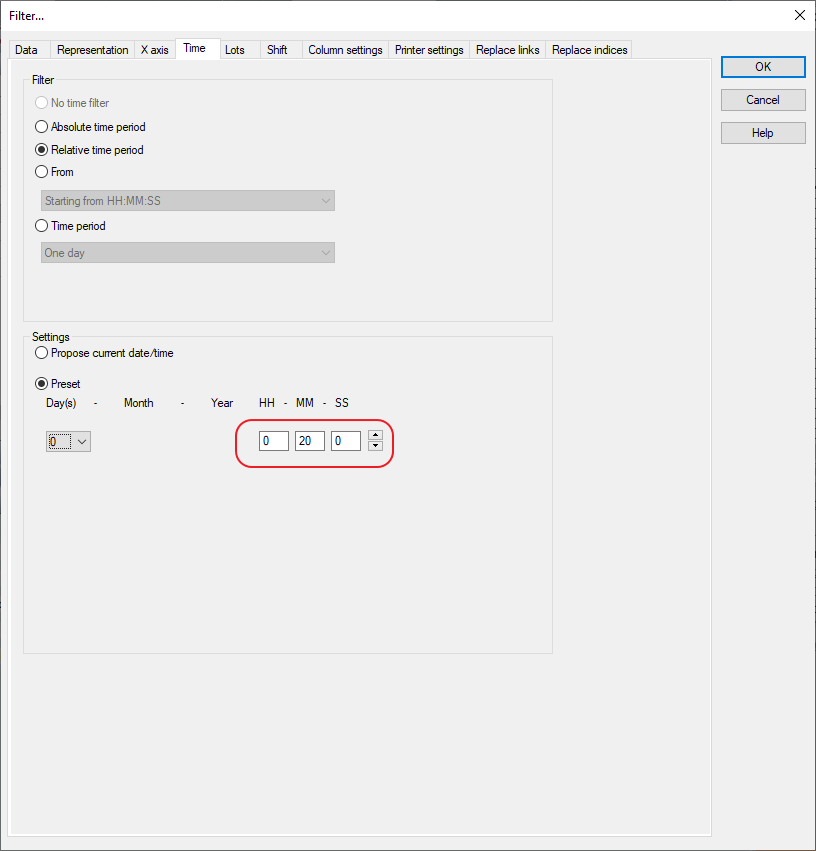 Filter...
Data Representation X axis Time Lots Shift Column settings Printer settings Replace links Replace indices
OK
Cancel
Help
Filter
No time filter
Absolute time period
Relative time period
From
Starting from HH:MM:SS
Time period
One day
Settings
Propose current date/time
Preset
Day(s) - Month - Year HH - MM - SS
0 0 20 0